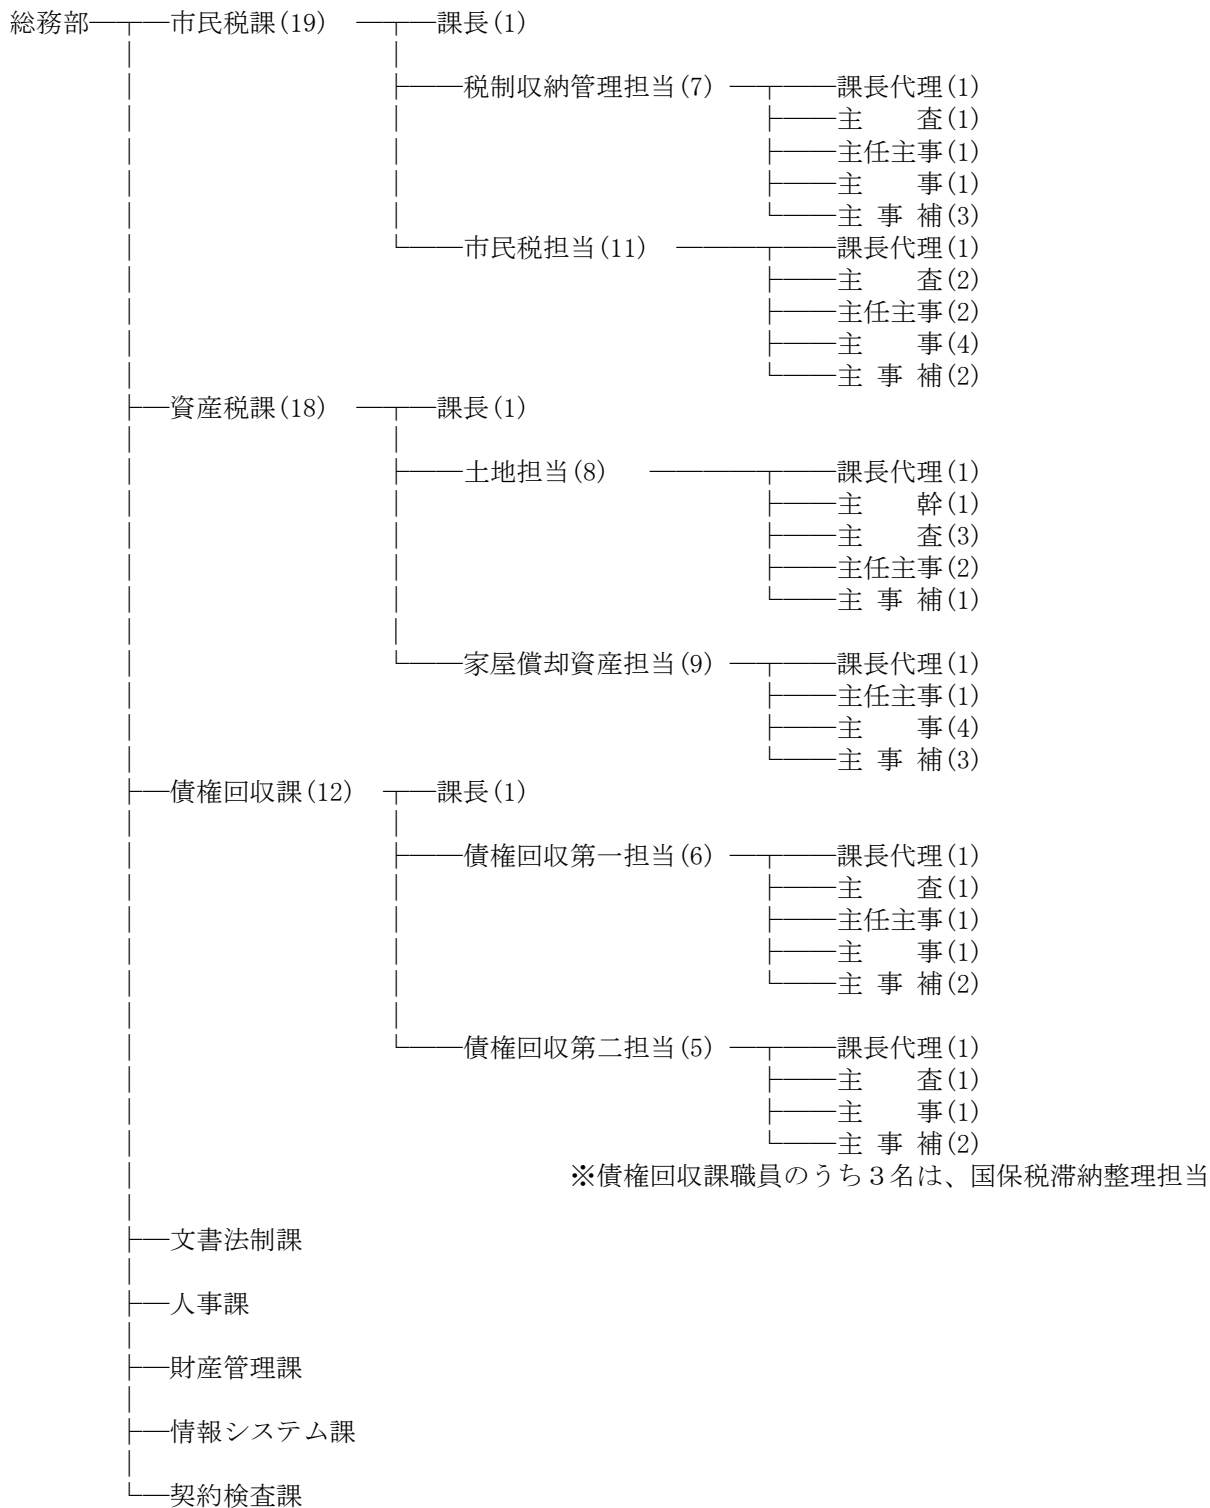 総務部 市民税課(19) 課長(1)
税制収納管理担当(7) 課長代理(1)
主 査(1)
主任主事(1)
主 事(1)
主 事 補(3)
市民税担当(11) 課長代理(1)
主 査(2)
主任主事(2)
主 事(4)
主 事 補(2)
資産税課(18) 課長(1)
土地担当(8) 課長代理(1)
主 幹(1)
主 査(3)
主任主事(2)
主 事 補(1)
家屋償却資産担当(9) 課長代理(1)
主任主事(1)
主 事(4)
主 事 補(3)
債権回収課(12) 課長(1)
債権回収第一担当(6) 課長代理(1)
主 査(1)
主任主事(1)
主 事(1)
主 事 補(2)
債権回収第二担当(5) 課長代理(1)
主 査(1)
主 事(1)
主 事 補(2)
※債権回収課職員のうち3名は、国保税滞納整理担当
文書法制課
人事課
財産管理課
情報システム課
契約検査課